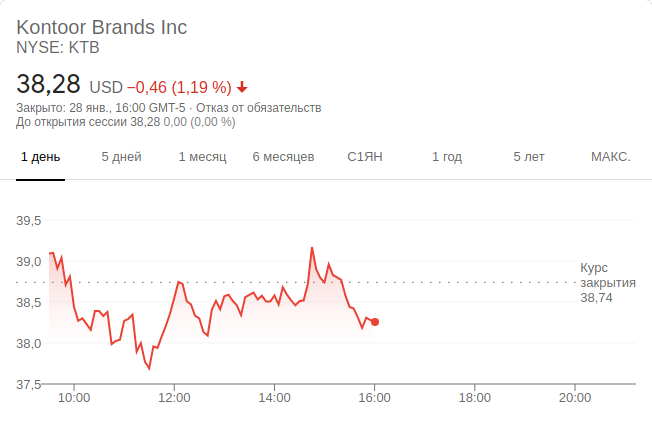 Kontoor Brands Inc
NYSE: KTB
38,28 USD −0,46 (1,19 %)
Закрыто: 28 янв., 16:00 GMT-5 · Отказ от обязательств
До открытия сессии 38,28 0,00 (0,00 %)
1 день 5 дней 1 месяц 6 месяцев С1ЯН 1 год 5 лет МАКС.
39,5
39,0
Курс
закрытия
38,74
38,5
38,0
37,5
10:00 12:00 14:00 16:00 18:00 20:00